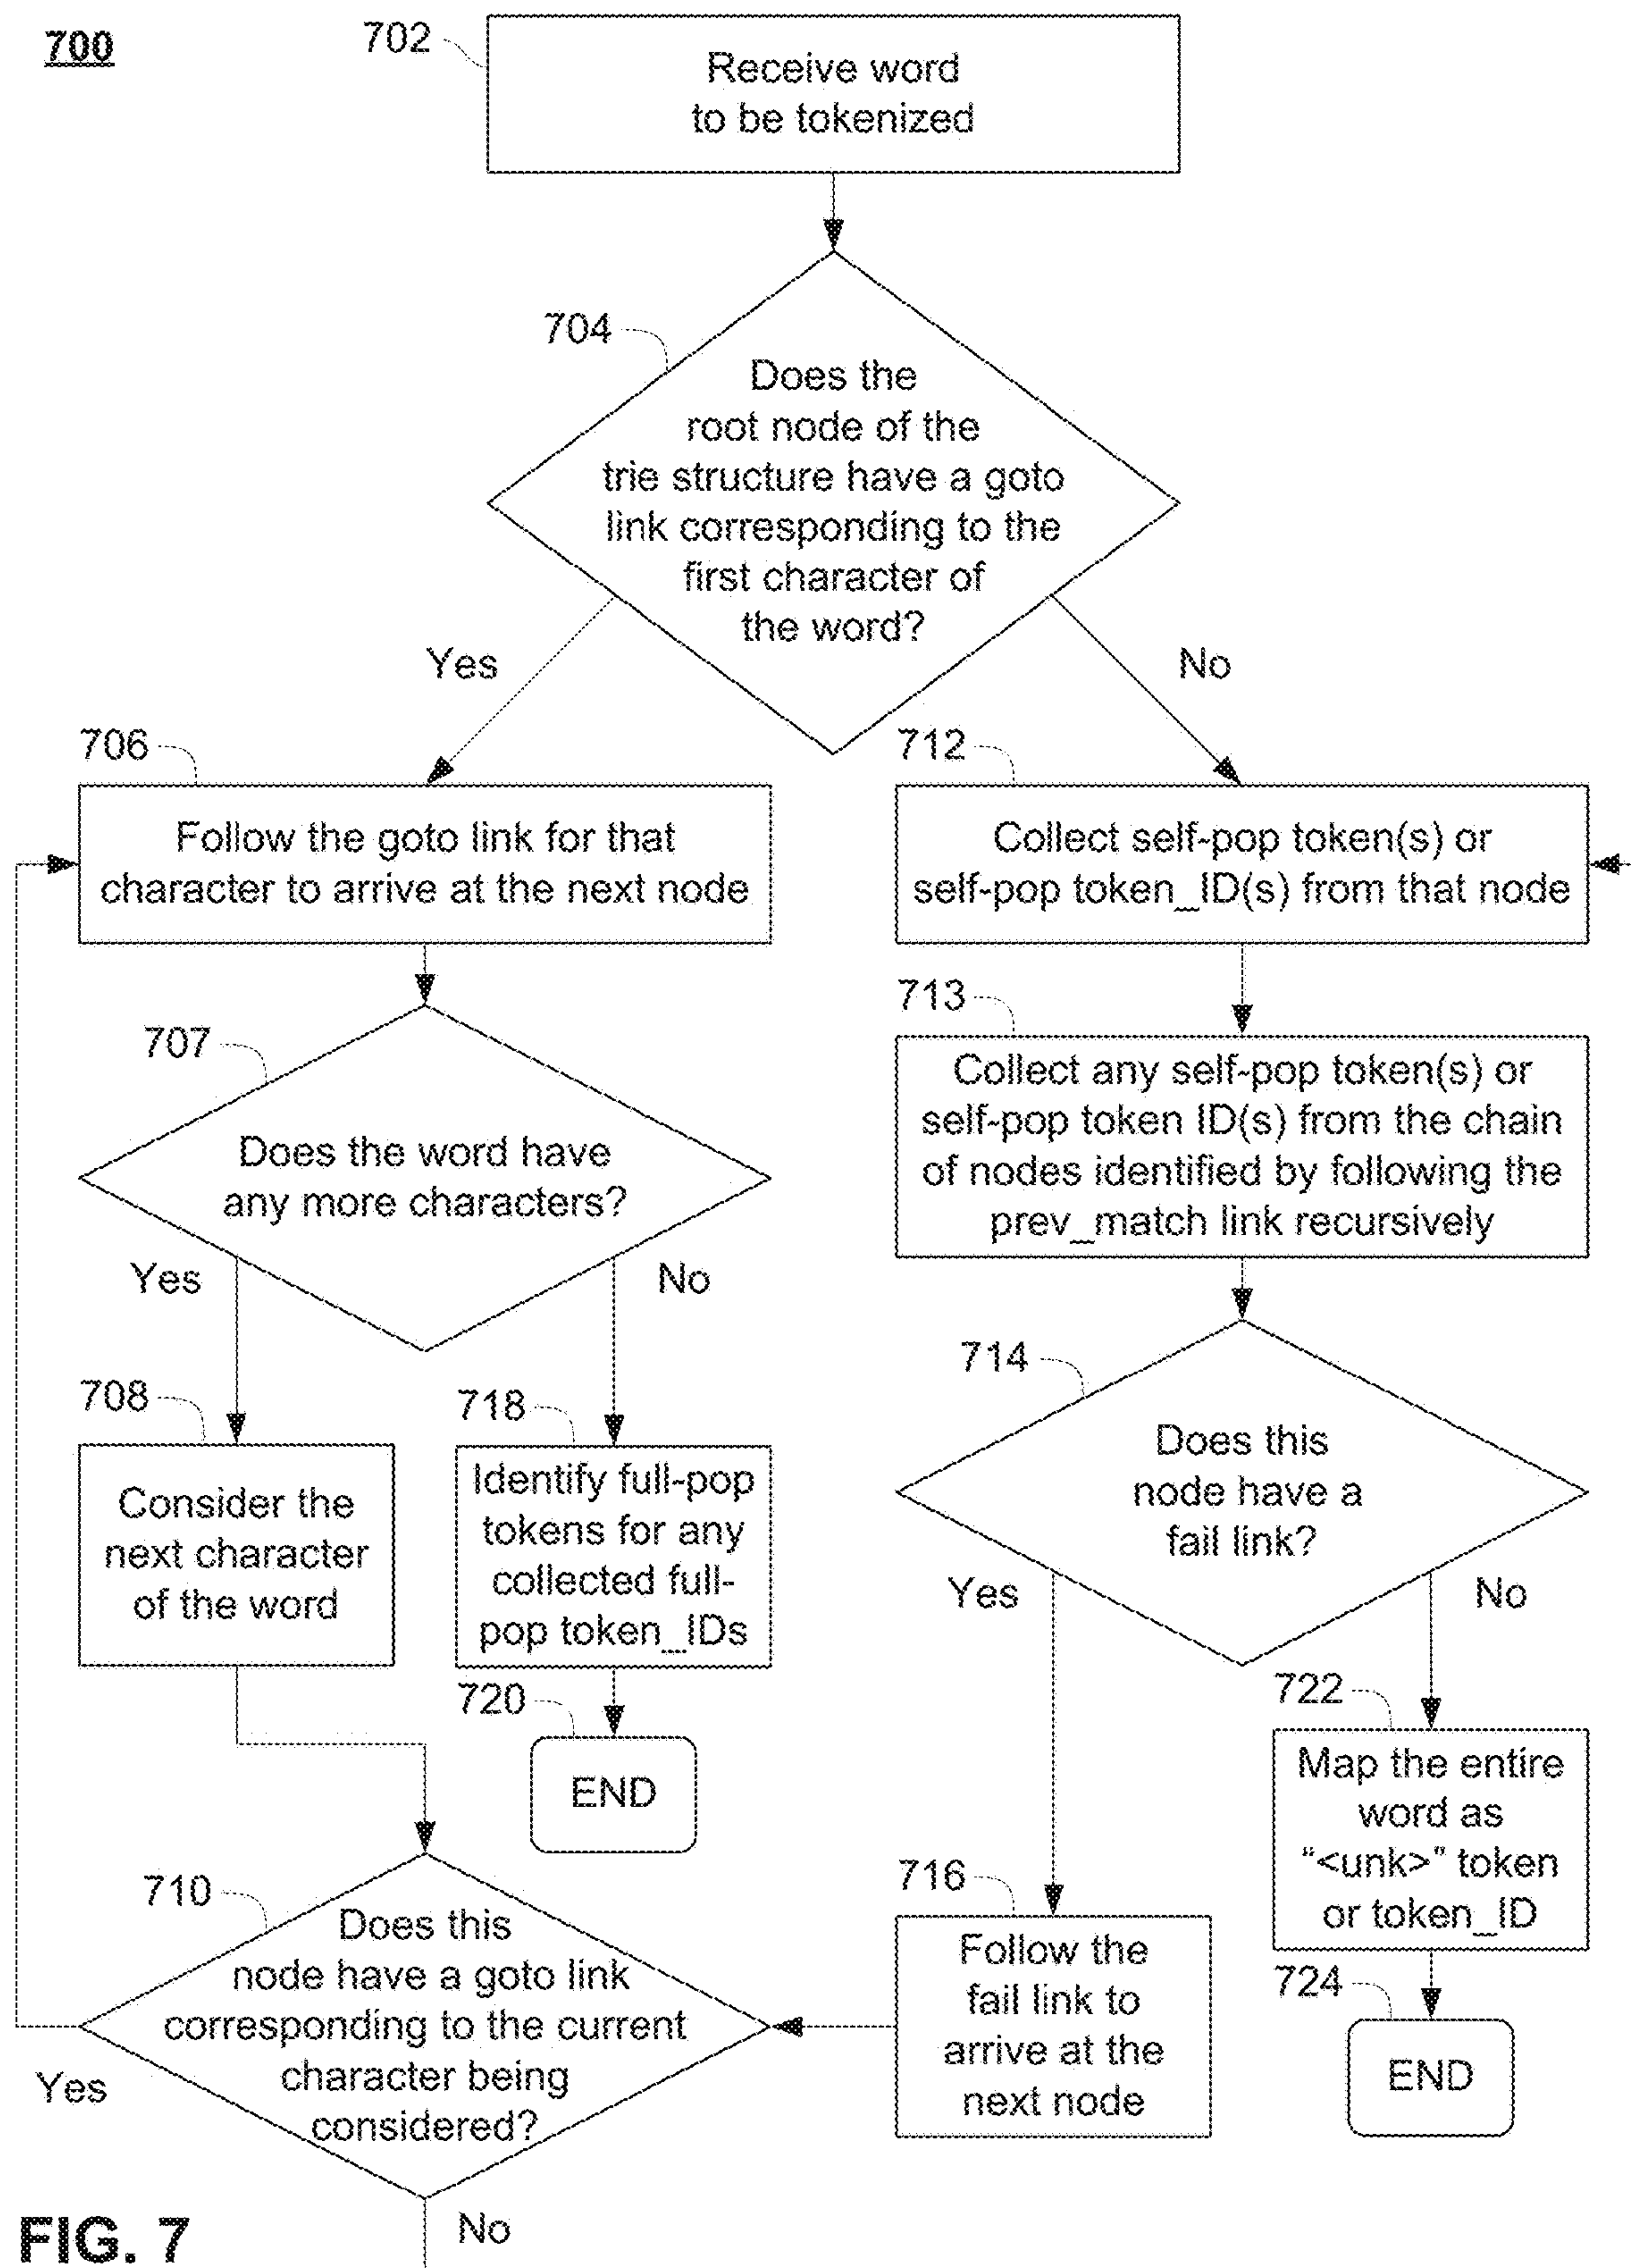 700
702
Receive word
to be tokenized
704
Does the
root node of the
trie structure have a goto
link corresponding to the
first character of
the word?
Yes
No
706
Follow the goto link for that
character to arrive at the next node
712
Collect self-pop token(s) or
self-pop token_ID(s) from that node
707
Does the word have
any more characters?
Yes
No
713
Collect any self-pop token(s) or
self-pop token ID(s) from the chain
of nodes identified by following the
prev_match link recursively
708
Consider the
next character
of the word
718
Identify full-pop
tokens for any
collected full-
pop token_IDs
720
END
714
Does this
node have a
fail link?
Yes
No
722
Map the entire
word as
“<unk>” token
or token_ID
724
END
716
Follow the
fail link to
arrive at the
next node
710
Does this
node have a goto link
corresponding to the current
character being
considered?
Yes
No
FIG. 7